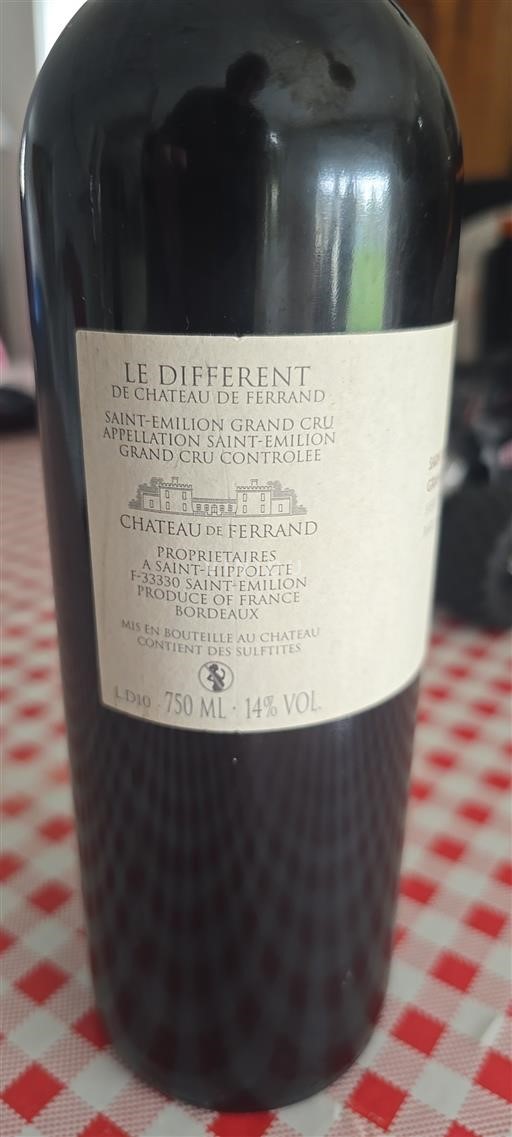 LE DIFFERENT
DE CHATEAU DE FERRAND
SAINT-EMILION GRAND CRU
APPELLATION SAINT-EMILION
GRAND CRU CONTROLEE
CHATEAU DE FERRAND
PROPRIETAIRES
A SAINT-HIPPOLYTE
F-33330 SAINT-EMILION
PRODUCE OF FRANCE
BORDEAUX
MIS EN BOUTEILLE AU CHATEAU
CONTIENT DES SULFTITES
L.D10 · 750 ML · 14% VOL.